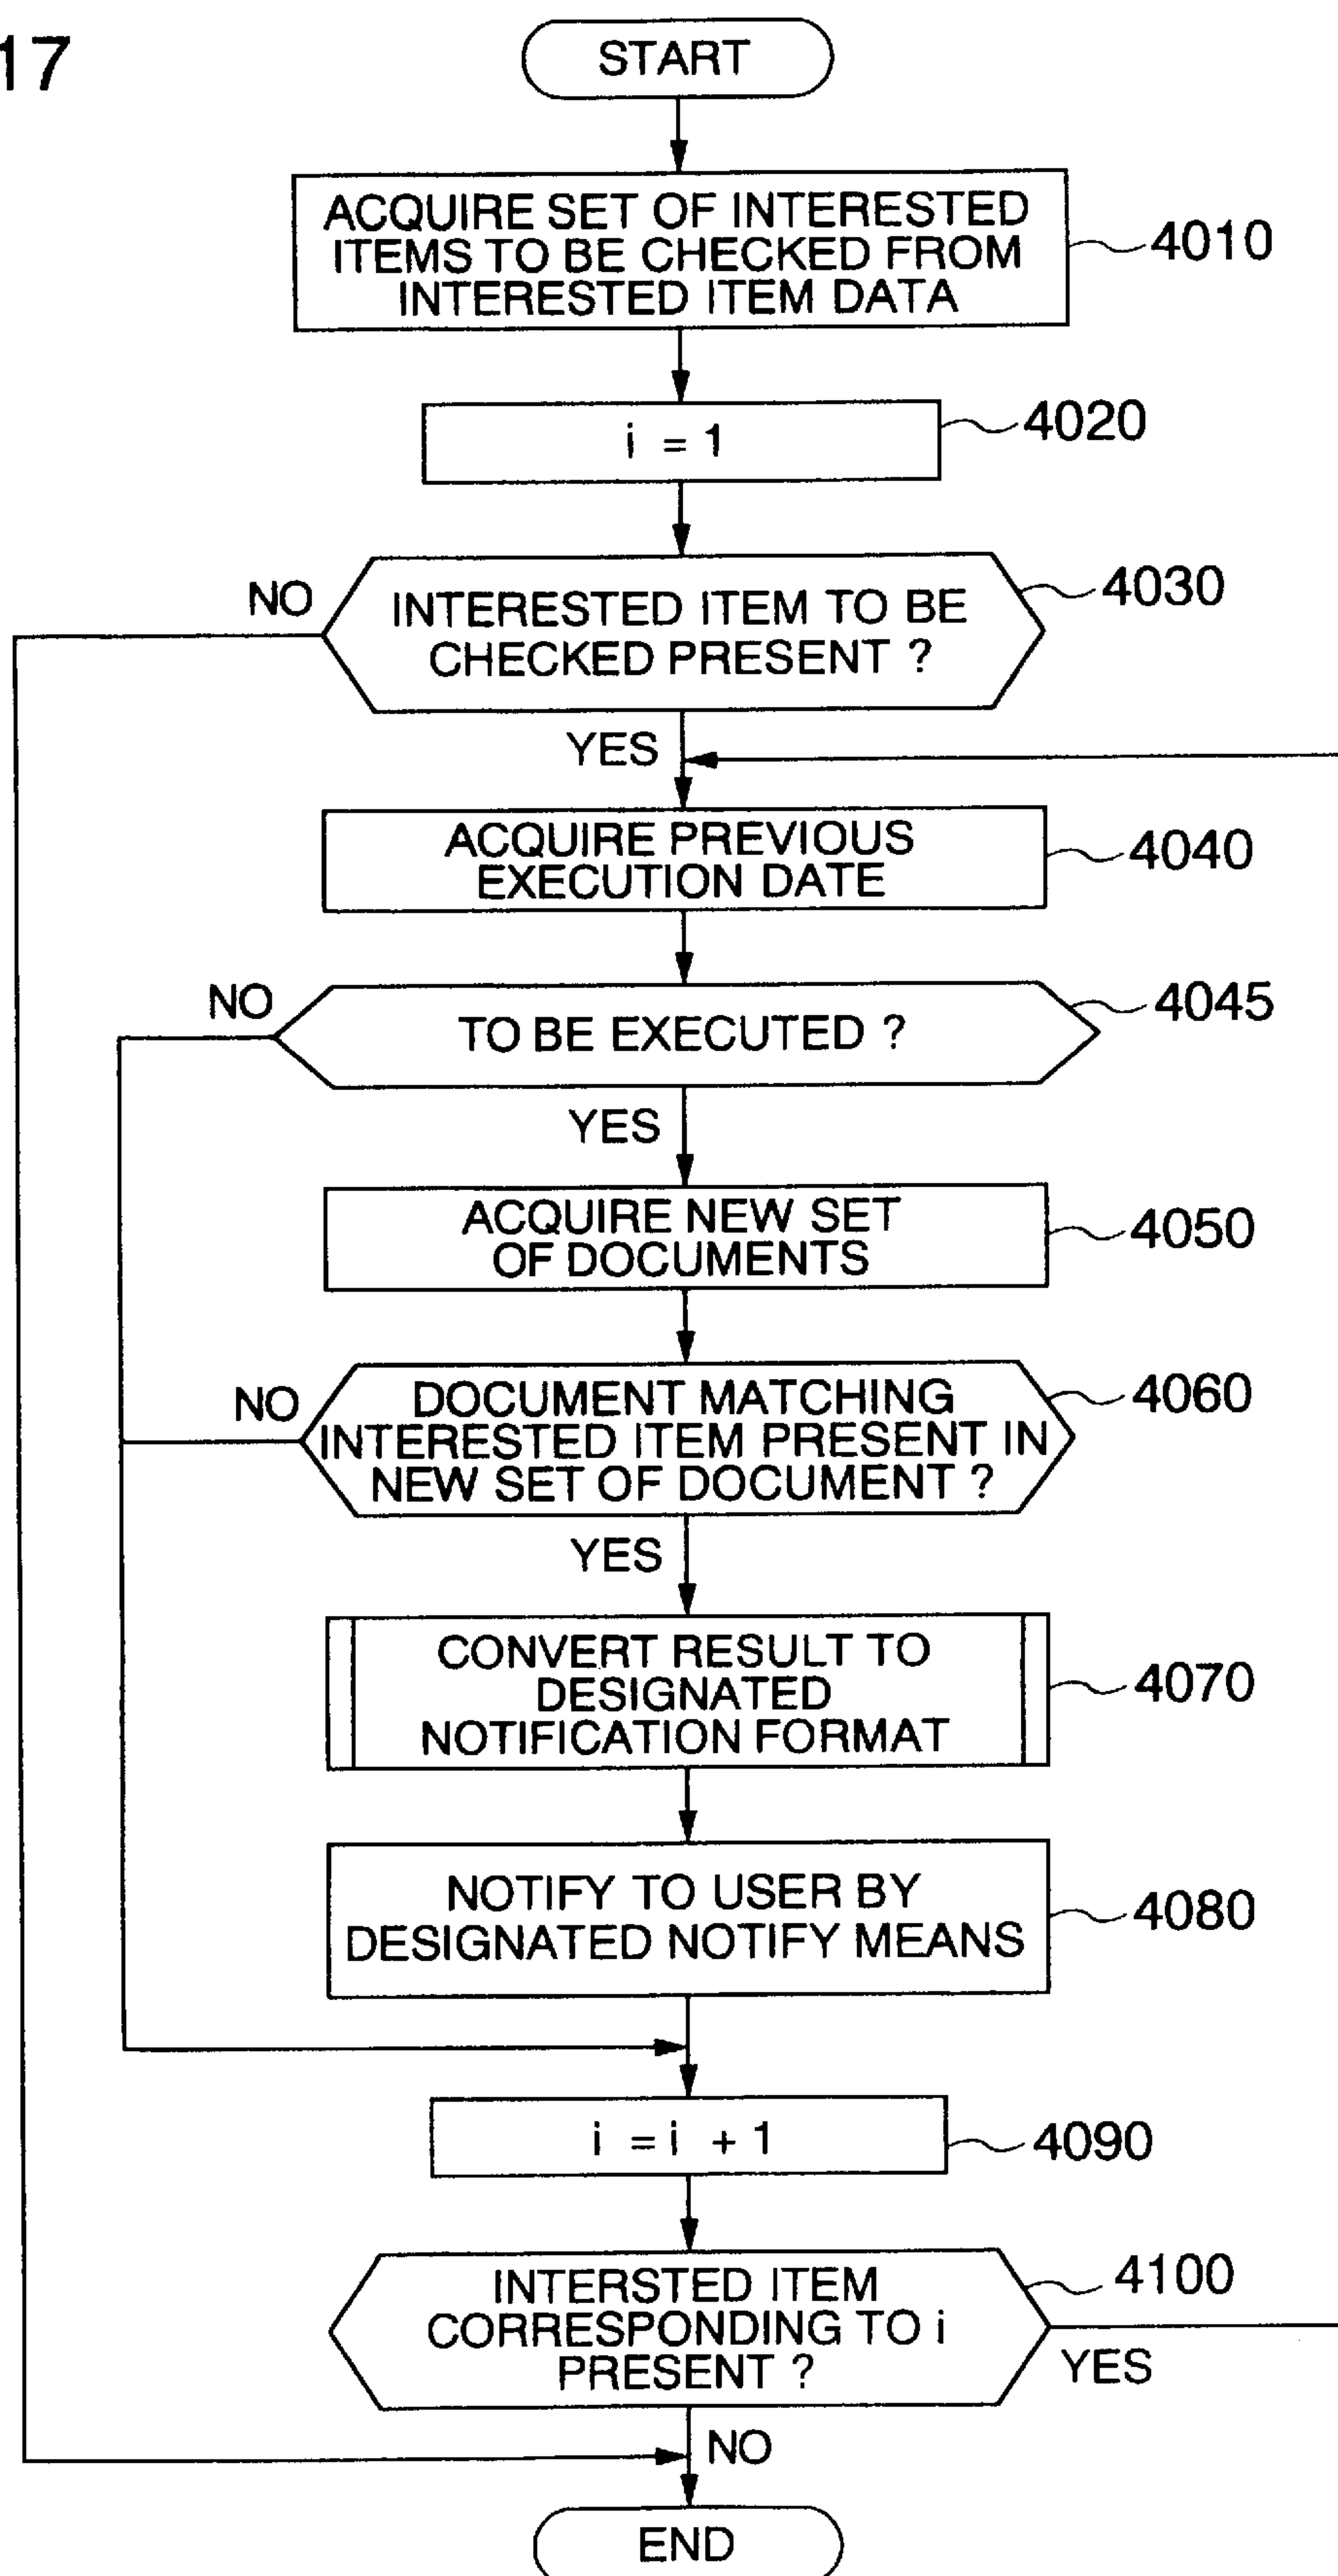 17
START
ACQUIRE SET OF INTERESTED
ITEMS TO BE CHECKED FROM
INTERESTED ITEM DATA
4010
i = 1
4020
NO
INTERESTED ITEM TO BE
CHECKED PRESENT ?
4030
YES
ACQUIRE PREVIOUS
EXECUTION DATE
4040
NO
TO BE EXECUTED ?
4045
YES
ACQUIRE NEW SET
OF DOCUMENTS
4050
NO
DOCUMENT MATCHING
INTERESTED ITEM PRESENT IN
NEW SET OF DOCUMENT ?
4060
YES
CONVERT RESULT TO
DESIGNATED
NOTIFICATION FORMAT
4070
NOTIFY TO USER BY
DESIGNATED NOTIFY MEANS
4080
i = i + 1
4090
INTERSTED ITEM
CORRESPONDING TO i
PRESENT ?
4100
YES
NO
END